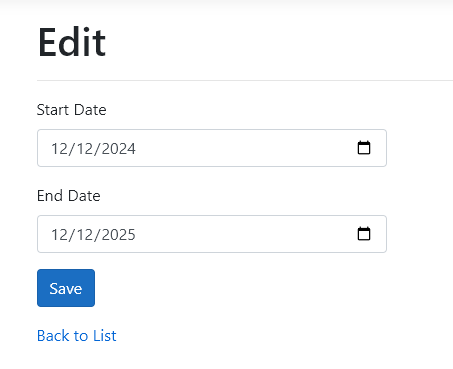 Edit
Start Date
12/12/2024
End Date
12/12/2025
Save
Back to List